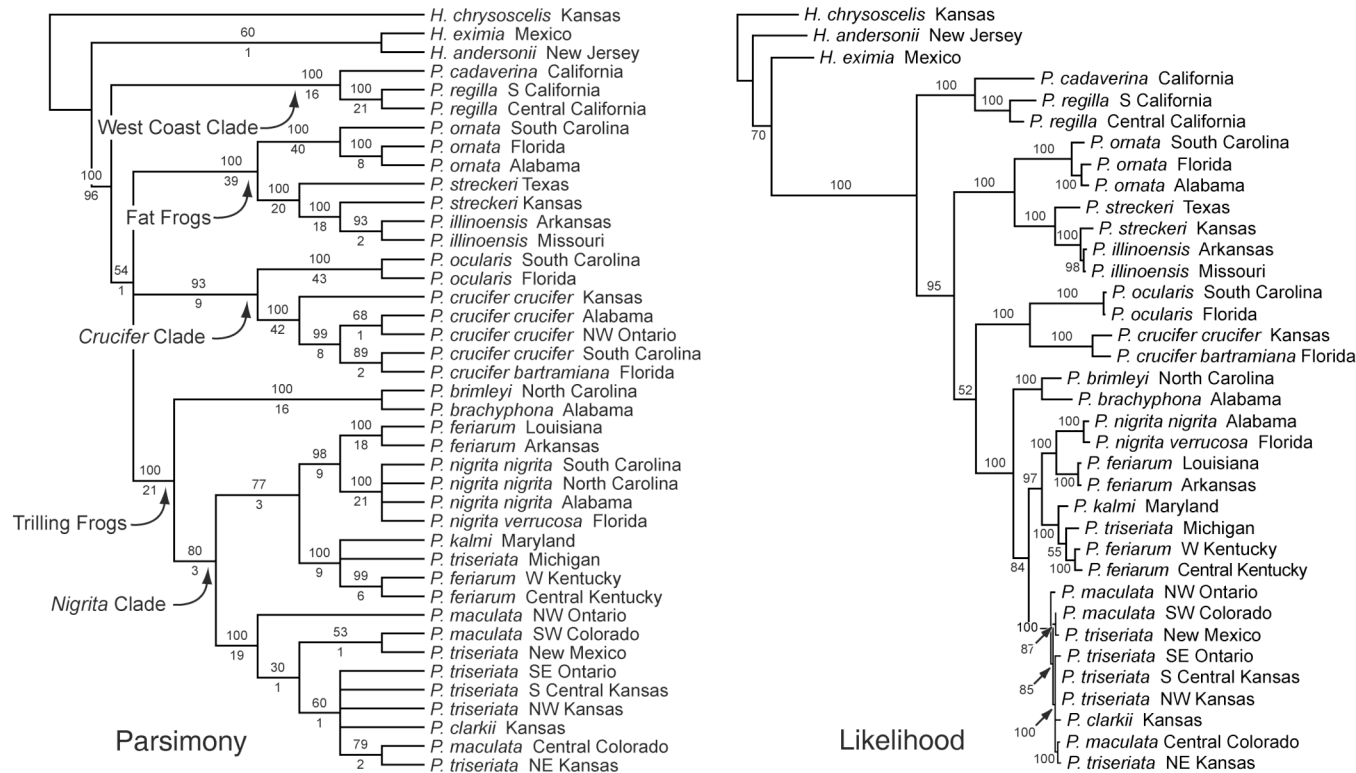 H. chrysoscelis Kansas
60
H. eximia Mexico
1
H. andersonii New Jersey
100
P. cadaverina California
16
100
P. regilla S California
21
P. regilla Central California
West Coast Clade
100
P. ornata South Carolina
40
100
P. ornata Florida
8
P. ornata Alabama
100
39
100
P. streckeri Texas
20
100
P. streckeri Kansas
18
93
P. illinoensis Arkansas
2
P. illinoensis Missouri
Fat Frogs
100
96
54
1
100
P. ocularis South Carolina
43
P. ocularis Florida
93
9
100
P. crucifer crucifer Kansas
42
68
P. crucifer crucifer Alabama
1
99
P. crucifer crucifer NW Ontario
8
89
P. crucifer crucifer South Carolina
2
P. crucifer bartramiana Florida
Crucifer Clade
100
P. brimleyi North Carolina
16
P. brachyphona Alabama
100
P. feriarum Louisiana
18
P. feriarum Arkansas
98
9
P. nigrita nigrita South Carolina
100
P. nigrita nigrita North Carolina
21
P. nigrita nigrita Alabama
P. nigrita verrucosa Florida
100
21
77
3
Trilling Frogs
P. kalmi Maryland
100
P. triseriata Michigan
9
99
P. feriarum W Kentucky
6
P. feriarum Central Kentucky
80
3
Nigrita Clade
P. maculata NW Ontario
100
19
53
P. maculata SW Colorado
1
P. triseriata New Mexico
30
1
P. triseriata SE Ontario
P. triseriata S Central Kansas
60
P. triseriata NW Kansas
1
P. clarkii Kansas
79
P. maculata Central Colorado
2
P. triseriata NE Kansas
Parsimony
H. chrysoscelis Kansas
H. andersonii New Jersey
H. eximia Mexico
70
100
100
P. cadaverina California
100
P. regilla S California
P. regilla Central California
100
P. ornata South Carolina
P. ornata Florida
100
P. ornata Alabama
100
100
P. streckeri Texas
100
P. streckeri Kansas
P. illinoensis Arkansas
98
P. illinoensis Missouri
95
100
P. ocularis South Carolina
P. ocularis Florida
100
100
P. crucifer crucifer Kansas
P. crucifer bartramiana Florida
52
100
P. brimleyi North Carolina
P. brachyphona Alabama
100
100
P. nigrita nigrita Alabama
P. nigrita verrucosa Florida
100
P. feriarum Louisiana
100
P. feriarum Arkansas
97
P. kalmi Maryland
100
P. triseriata Michigan
55
P. feriarum W Kentucky
100
P. feriarum Central Kentucky
84
P. maculata NW Ontario
P. maculata SW Colorado
100
P. triseriata New Mexico
87
P. triseriata SE Ontario
P. triseriata S Central Kansas
85
P. triseriata NW Kansas
P. clarkii Kansas
100
P. maculata Central Colorado
100
P. triseriata NE Kansas
Likelihood